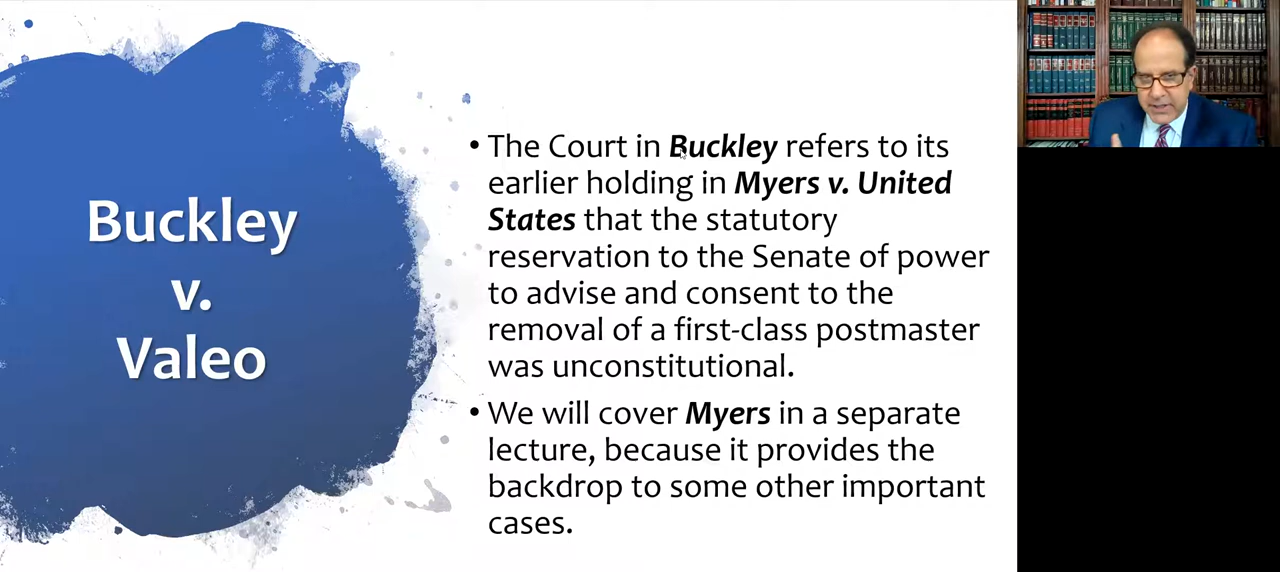 Buckley
v.
Valeo
• The Court in Buckley refers to its
earlier holding in Myers v. United
States that the statutory
reservation to the Senate of power
to advise and consent to the
removal of a first-class postmaster
was unconstitutional.
• We will cover Myers in a separate
lecture, because it provides the
backdrop to some other important
cases.